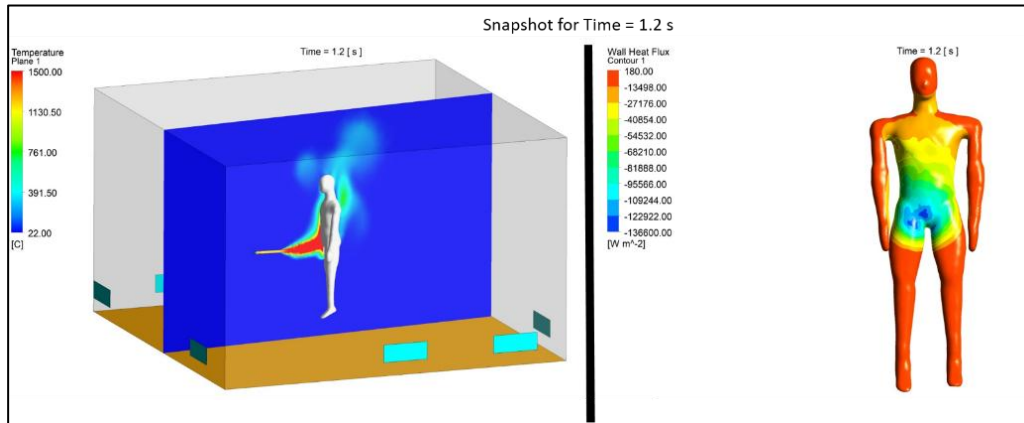 Snapshot for Time = 1.2 s
Temperature
Plane 1
1500.00
1130.50
761.00
391.50
22.00
[C]
Time = 1.2 [ s ]
Wall Heat Flux
Contour 1
180.00
-13498.00
-27176.00
-40854.00
-54532.00
-68210.00
-81888.00
-95566.00
-109244.00
-122922.00
-136600.00
[W m^-2]
Time = 1.2 [ s ]